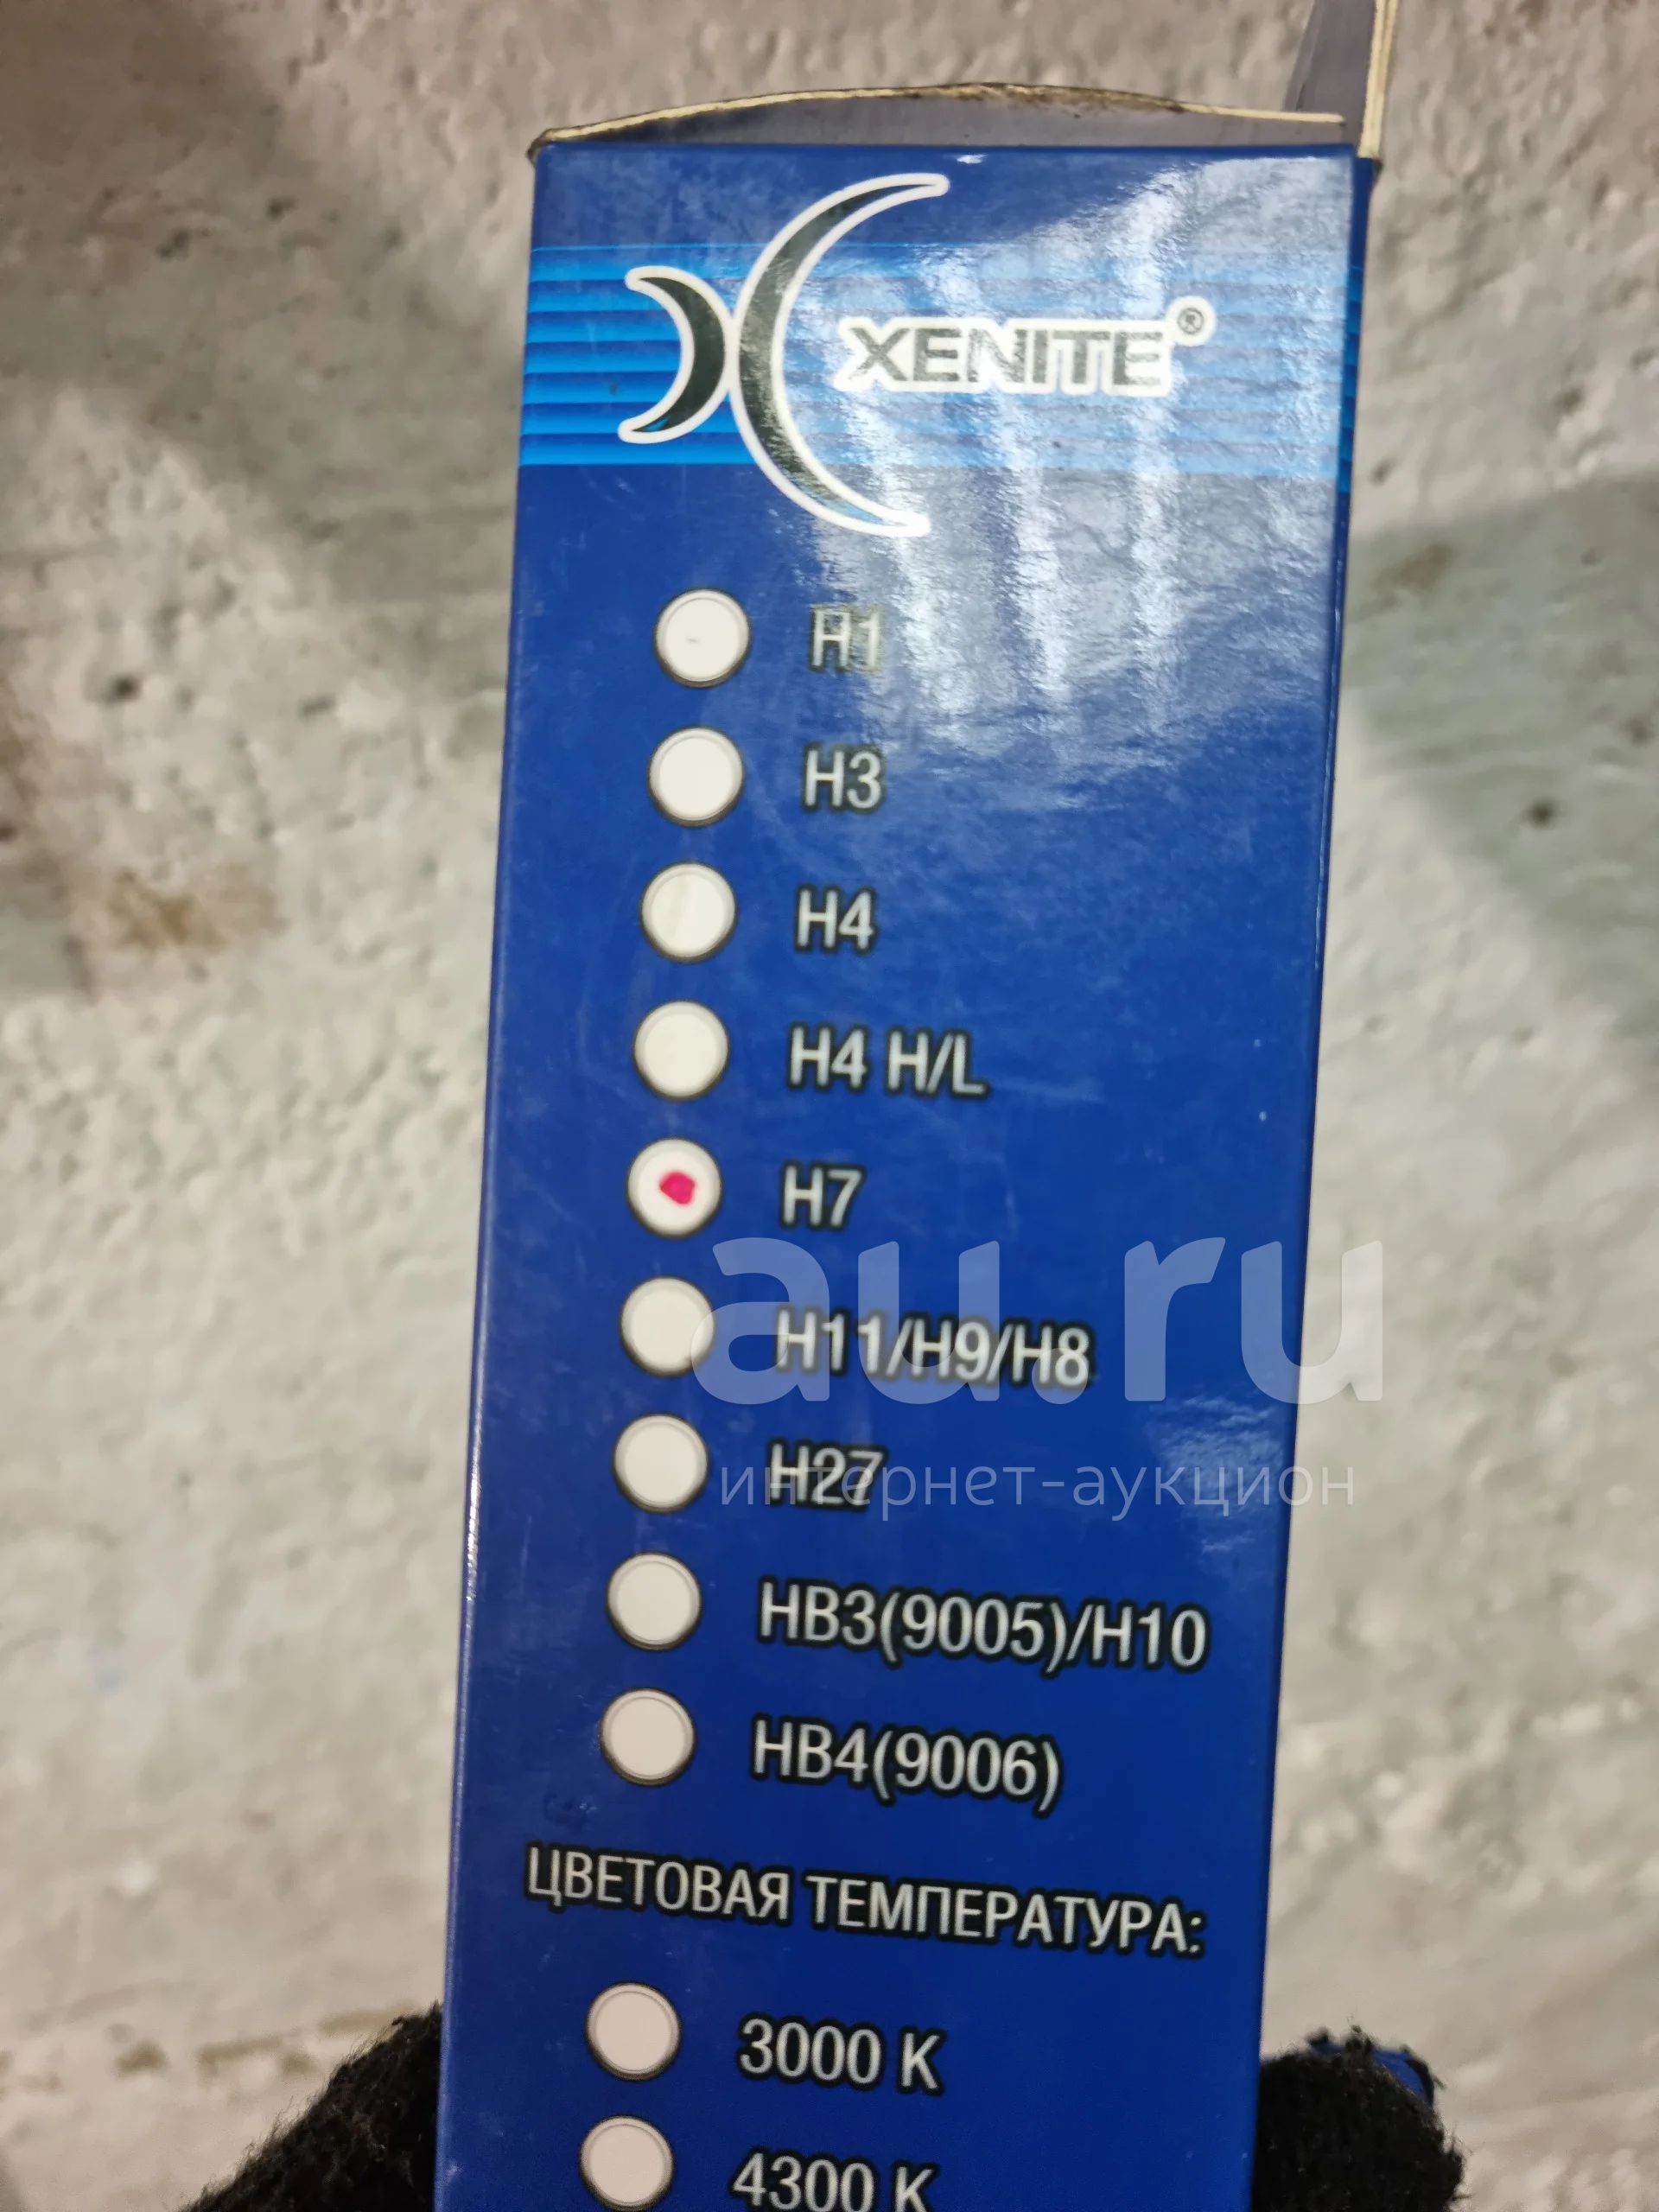 XENITE®
H1
H3
H4
H4 H/L
H7
H11/H9/H8
H27
HB3(9005)/H10
HB4(9006)
ЦВЕТОВАЯ ТЕМПЕРАТУРА:
3000 K
4300 K
au.ru
интернет-аукцион